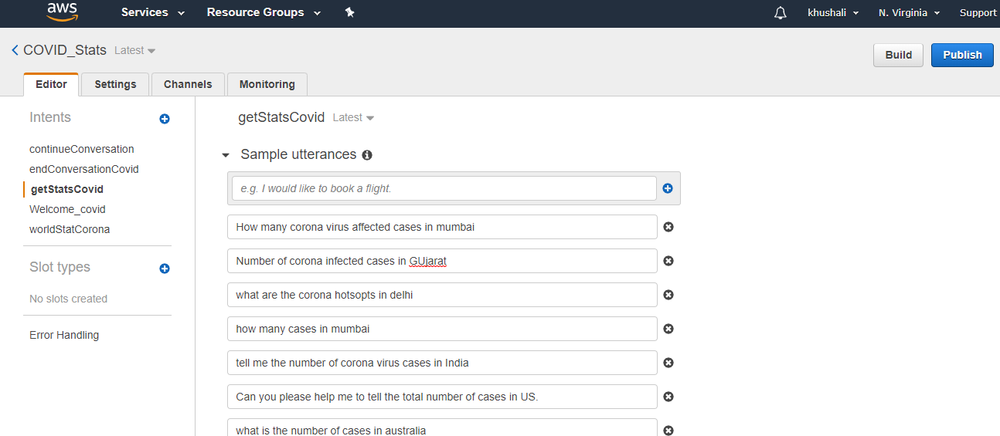 aws Services Resource Groups khushali N. Virginia Support
COVID_Stats Latest
Build Publish
Editor Settings Channels Monitoring
Intents
continueConversation
endConversationCovid
getStatsCovid
Welcome_covid
worldStatCorona
Slot types
No slots created
Error Handling
getStatsCovid Latest
Sample utterances
e.g. I would like to book a flight.
How many corona virus affected cases in mumbai
Number of corona infected cases in GUjarat
what are the corona hotsopts in delhi
how many cases in mumbai
tell me the number of corona virus cases in India
Can you please help me to tell the total number of cases in US.
what is the number of cases in australia